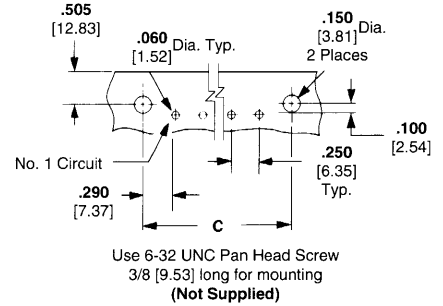 .505
[12.83]
.060 Dia. Typ.
[1.52]
.150 Dia.
[3.81]
2 Places
No. 1 Circuit
.290
[7.37]
.250
[6.35]
Typ.
.100
[2.54]
C
Use 6-32 UNC Pan Head Screw
3/8 [9.53] long for mounting
(Not Supplied)